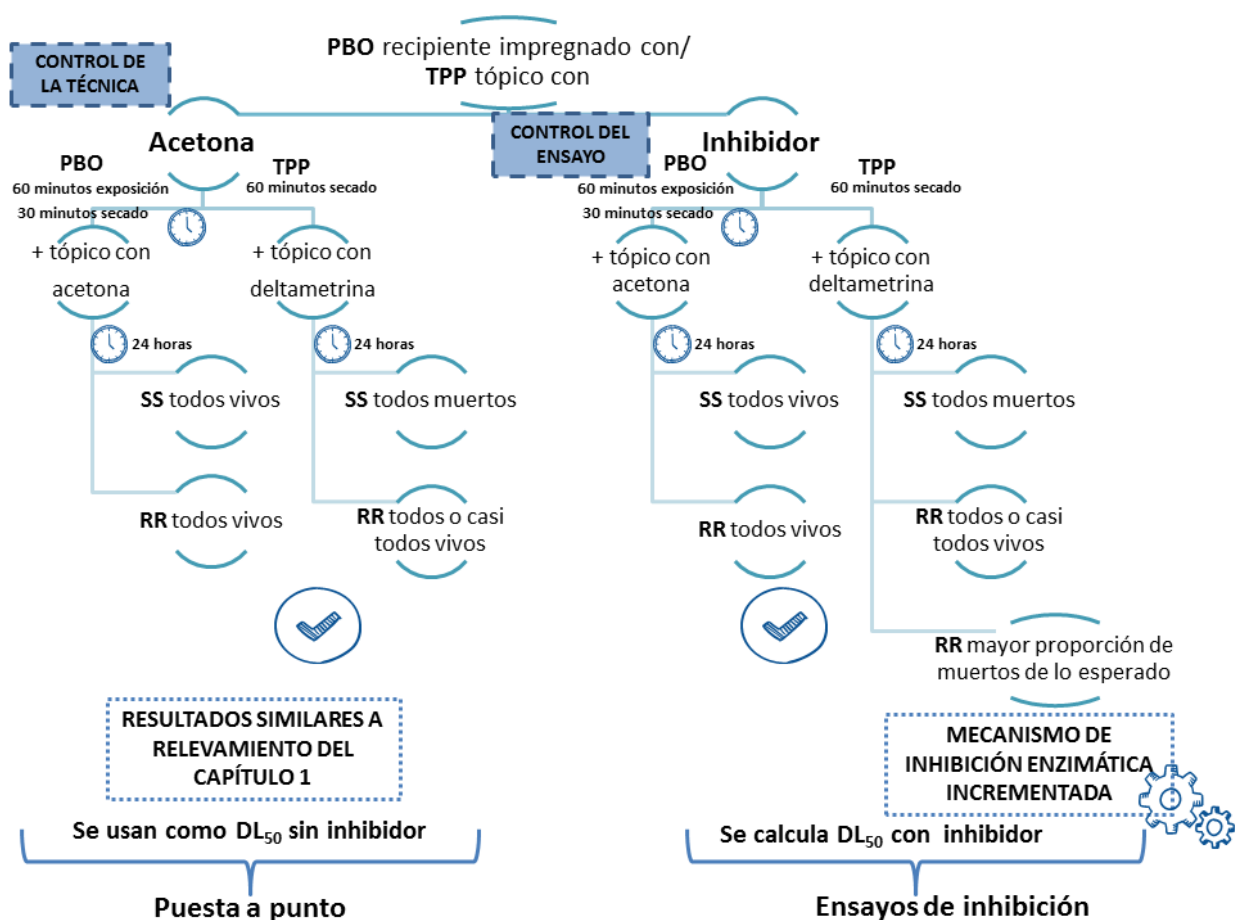 PBO recipiente impregnado con/
TPP tópico con
CONTROL DE
LA TÉCNICA
Acetona
PBO
60 minutos exposición
30 minutos secado
TPP
60 minutos secado
+ tópico con
acetona
+ tópico con
deltametrina
24 horas
24 horas
SS todos vivos
SS todos muertos
RR todos vivos
RR todos o casi
todos vivos
RESULTADOS SIMILARES A
RELEVAMIENTO DEL
CAPÍTULO 1
Se usan como DL50 sin inhibidor
Puesta a punto
CONTROL DEL
ENSAYO
Inhibidor
PBO
60 minutos exposición
30 minutos secado
TPP
60 minutos secado
+ tópico con
acetona
+ tópico con
deltametrina
24 horas
24 horas
SS todos vivos
SS todos muertos
RR todos vivos
RR todos o casi
todos vivos
RR mayor proporción de
muertos de lo esperado
MECANISMO DE
INHIBICIÓN ENZIMÁTICA
INCREMENTADA
Se calcula DL50 con inhibidor
Ensayos de inhibición